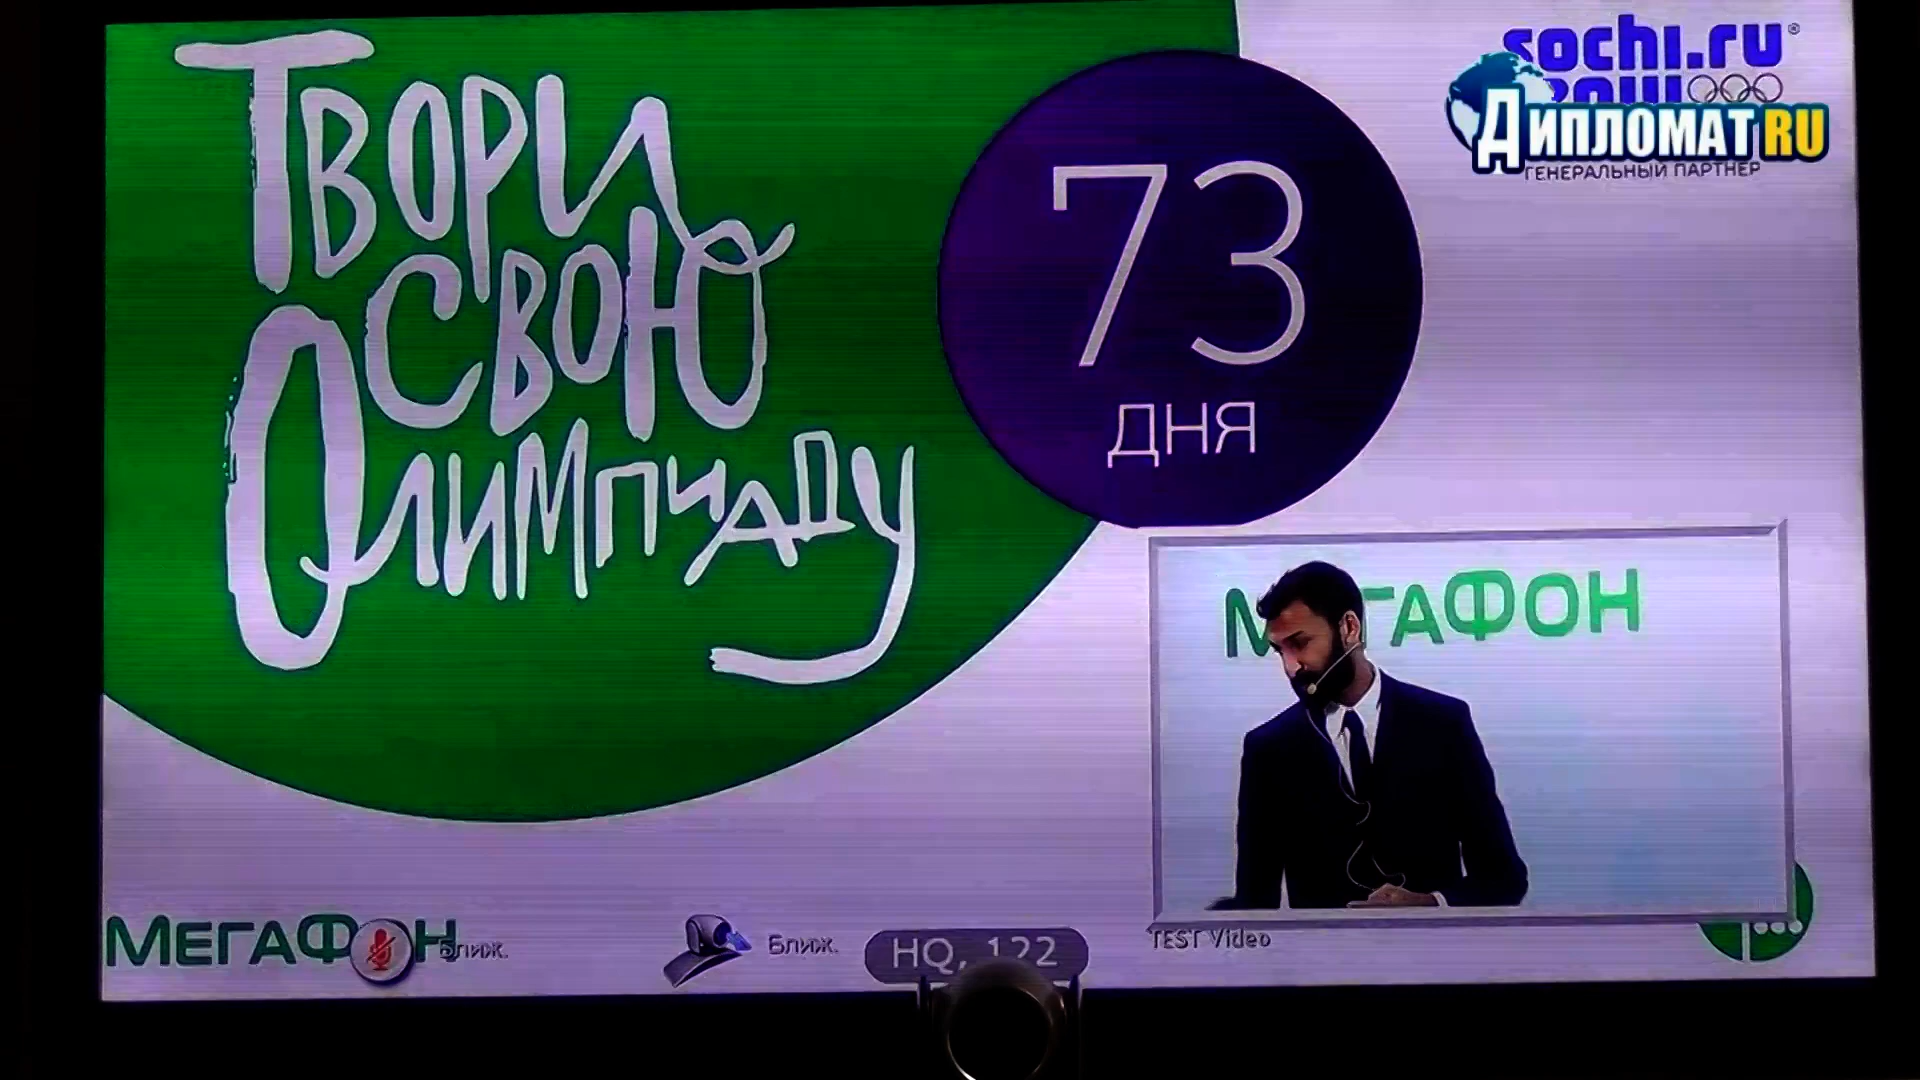 Твори
свою
Олимпиаду
73
ДНЯ
sochi.ru
2014
ДИПЛОМАТ RU
ГЕНЕРАЛЬНЫЙ ПАРТНЕР
МЕГАФОН
МЕГАФОН
Ближ.
Ближ.
HQ, 122
TEST Video